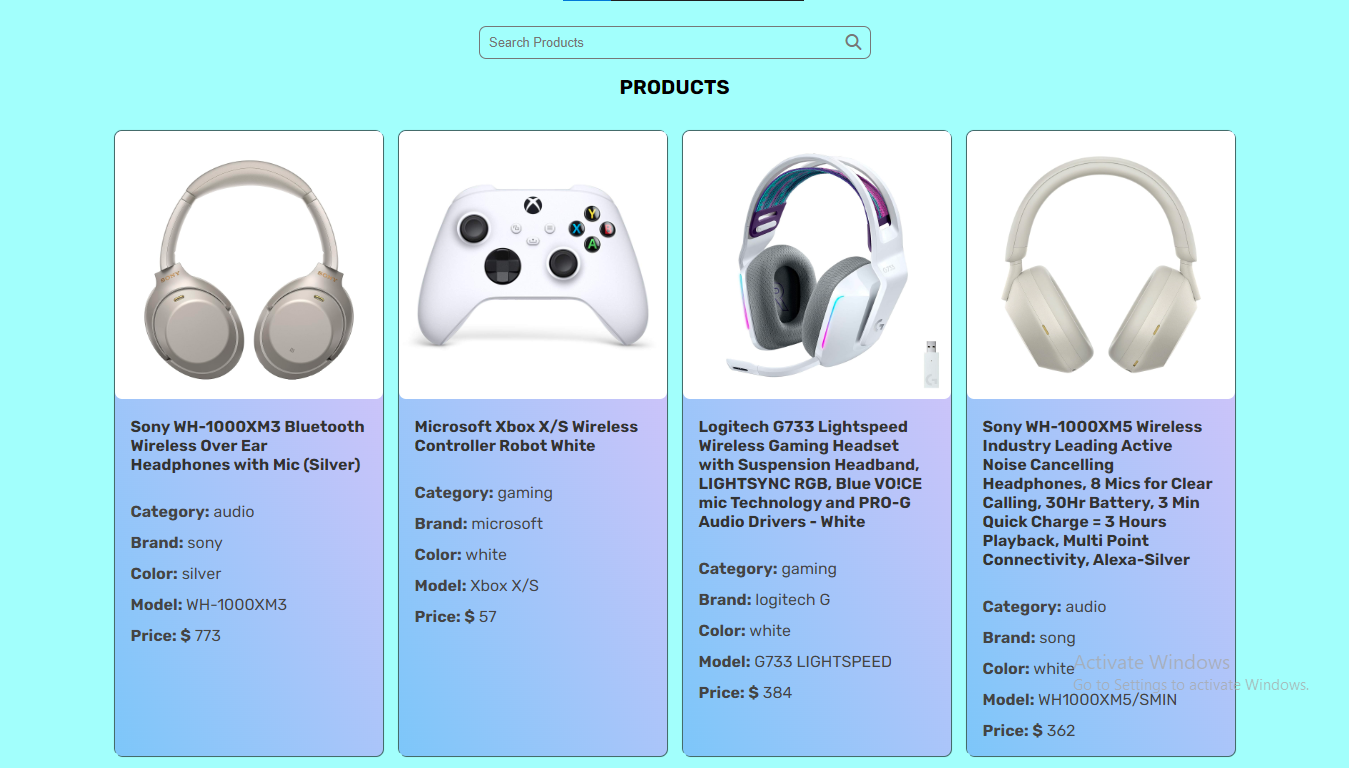 Search Products
PRODUCTS
SONY
SONY
Y
X
B
A
Sony WH-1000XM3 Bluetooth
Wireless Over Ear
Headphones with Mic (Silver)
Category: audio
Brand: sony
Color: silver
Model: WH-1000XM3
Price: $ 773
Microsoft Xbox X/S Wireless
Controller Robot White
Category: gaming
Brand: microsoft
Color: white
Model: Xbox X/S
Price: $ 57
Logitech G733 Lightspeed
Wireless Gaming Headset
with Suspension Headband,
LIGHTSYNC RGB, Blue VO!CE
mic Technology and PRO-G
Audio Drivers - White
Category: gaming
Brand: logitech G
Color: white
Model: G733 LIGHTSPEED
Price: $ 384
Sony WH-1000XM5 Wireless
Industry Leading Active
Noise Cancelling
Headphones, 8 Mics for Clear
Calling, 30Hr Battery, 3 Min
Quick Charge = 3 Hours
Playback, Multi Point
Connectivity, Alexa-Silver
Category: audio
Brand: song
Color: white
Model: WH1000XM5/SMIN
Price: $ 362
Activate Windows
Go to Settings to activate Windows.